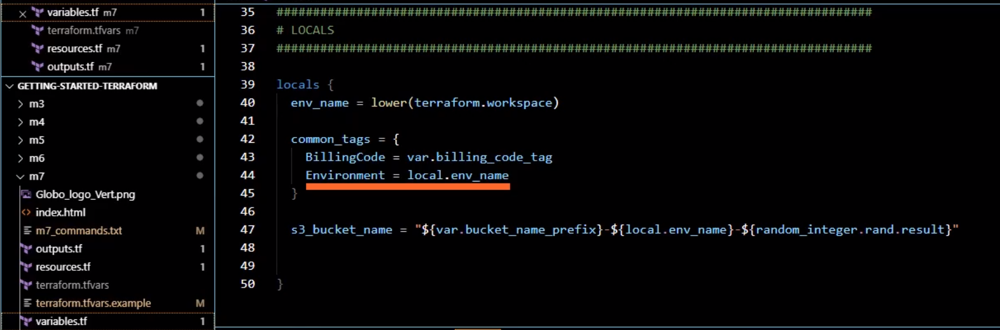 variables.tf m7 1
terraform.tfvars m7
resources.tf m7 1
outputs.tf m7 1
GETTING-STARTED-TERRAFORM
m3
m4
m5
m6
m7
Globo_logo_Vert.png
index.html
m7_commands.txt M
outputs.tf 1
resources.tf 1
terraform.tfvars
terraform.tfvars.example M
variables.tf 1
35 ##################################################################################
36 # LOCALS
37 ##################################################################################
38
39 locals {
40 env_name = lower(terraform.workspace)
41
42 common_tags = {
43 BillingCode = var.billing_code_tag
44 Environment = local.env_name
45 }
46
47 s3_bucket_name = "${var.bucket_name_prefix}-${local.env_name}-${random_integer.rand.result}"
48
49
50 }